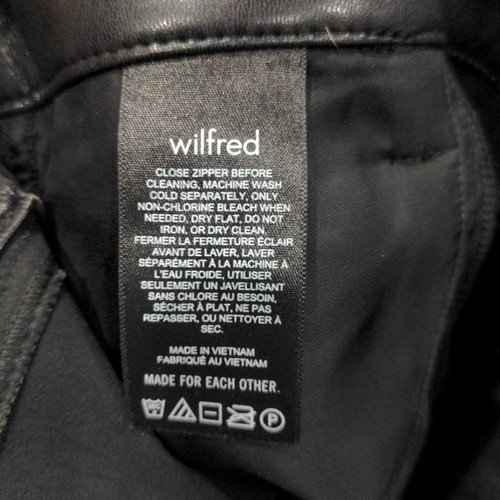 wilfred
CLOSE ZIPPER BEFORE
CLEANING, MACHINE WASH
COLD SEPARATELY, ONLY
NON-CHLORINE BLEACH WHEN
NEEDED, DRY FLAT, DO NOT
IRON, OR DRY CLEAN.
FERMER LA FERMETURE ÉCLAIR
AVANT DE LAVER, LAVER
SÉPARÉMENT À LA MACHINE À
L'EAU FROIDE, UTILISER
SEULEMENT UN JAVELLISANT
SANS CHLORE AU BESOIN,
SÉCHER À PLAT, NE PAS
REPASSER, OU NETTOYER À
SEC.
MADE IN VIETNAM
FABRIQUÉ AU VIETNAM
MADE FOR EACH OTHER.
P